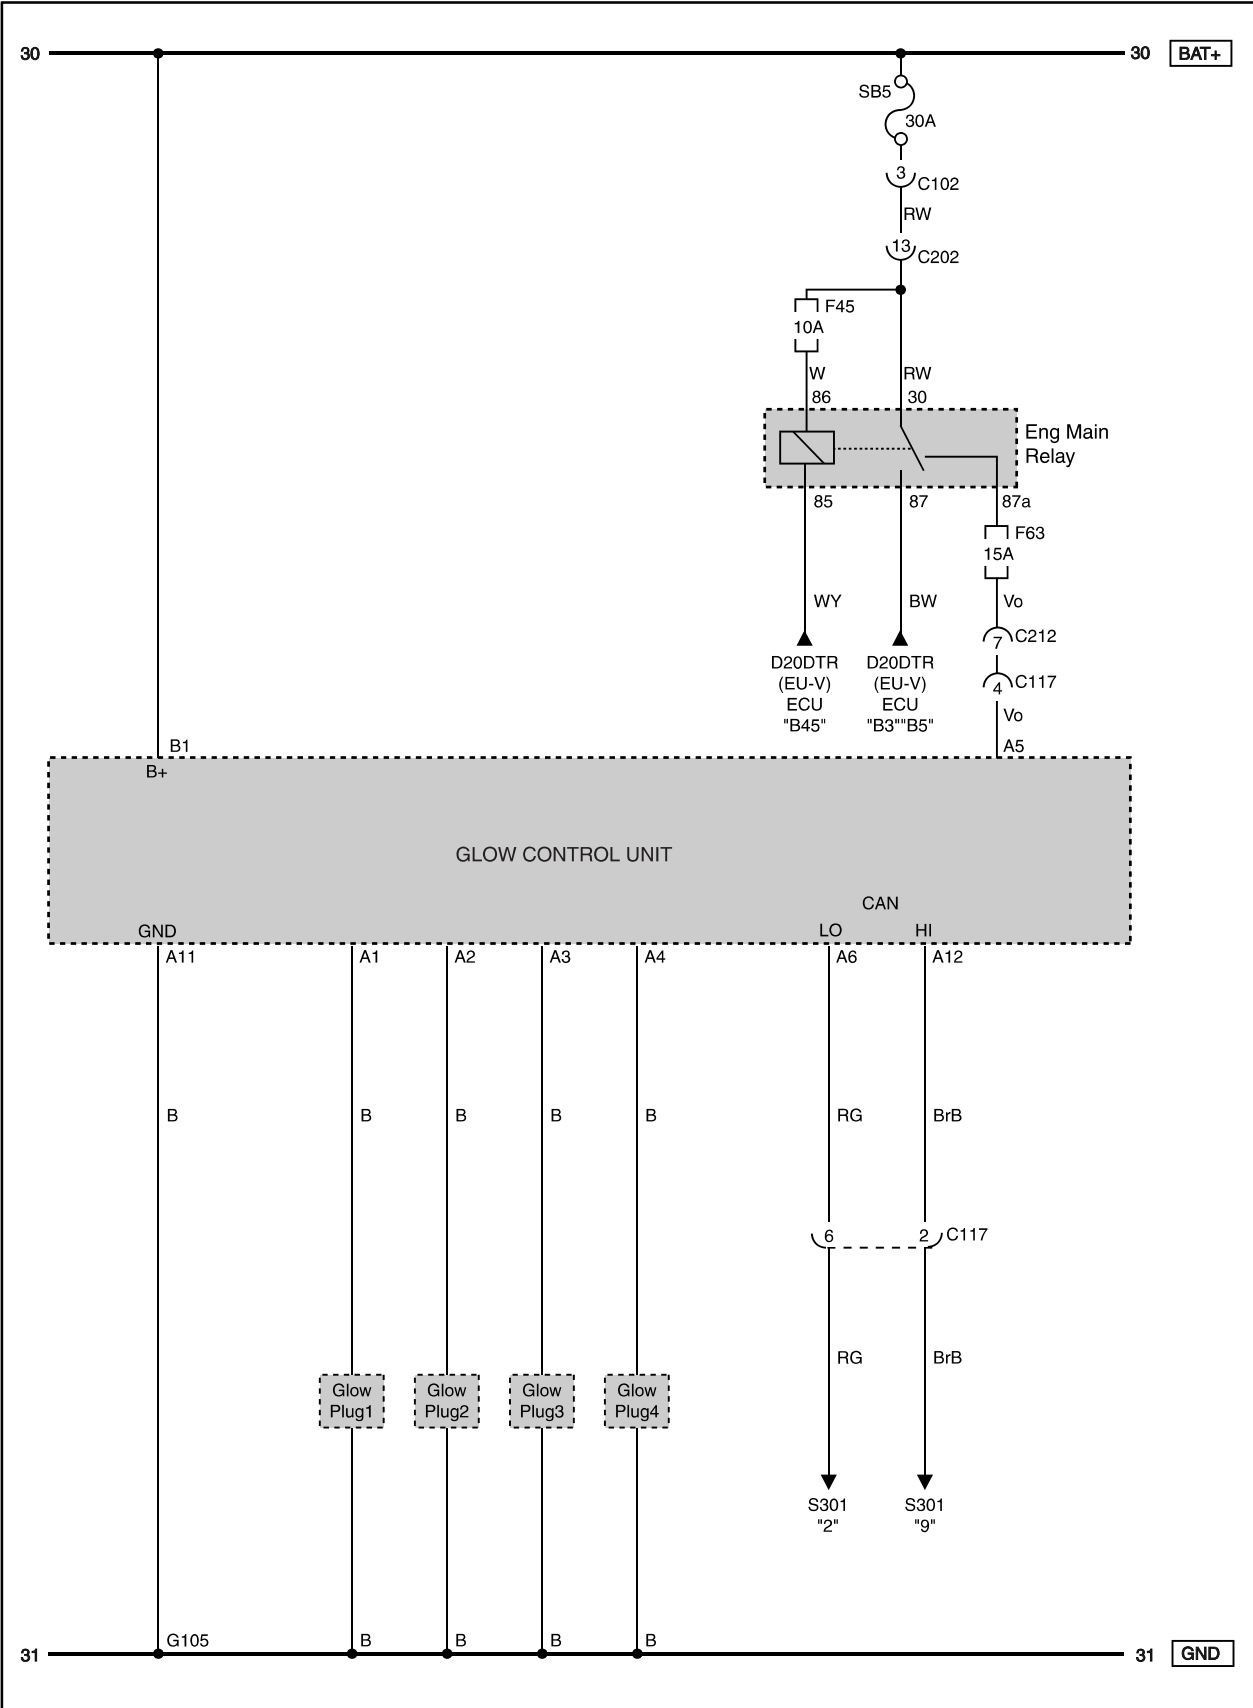 30
30
BAT+
SB5
30A
3
C102
RW
13
C202
F45
10A
W
RW
86
30
Eng Main
Relay
85
87
87a
F63
15A
WY
BW
Vo
7
C212
D20DTR
(EU-V)
ECU
"B45"
D20DTR
(EU-V)
ECU
"B3""B5"
4
C117
Vo
B1
A5
B+
GLOW CONTROL UNIT
CAN
GND
LO
HI
A11
A1
A2
A3
A4
A6
A12
B
B
B
B
B
RG
BrB
6
2
C117
RG
BrB
Glow
Plug1
Glow
Plug2
Glow
Plug3
Glow
Plug4
S301
"2"
S301
"9"
G105
B
B
B
B
31
31
GND